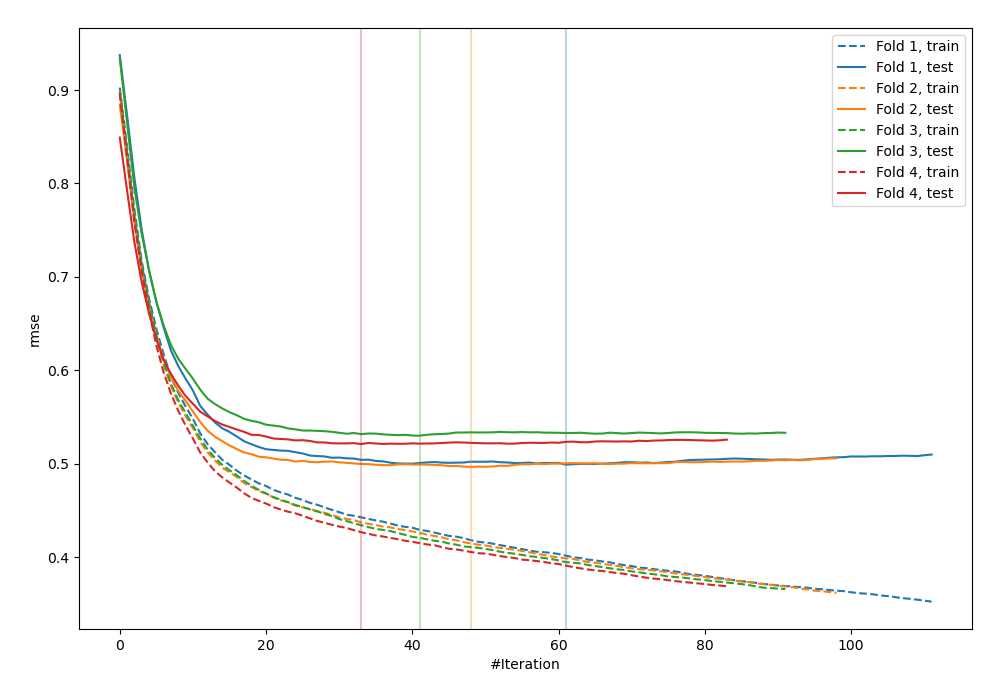 Fold 1, train
Fold 1, test
Fold 2, train
Fold 2, test
Fold 3, train
Fold 3, test
Fold 4, train
Fold 4, test
rmse
0.9
0.8
0.7
0.6
0.5
0.4
0
20
40
60
80
100
#Iteration